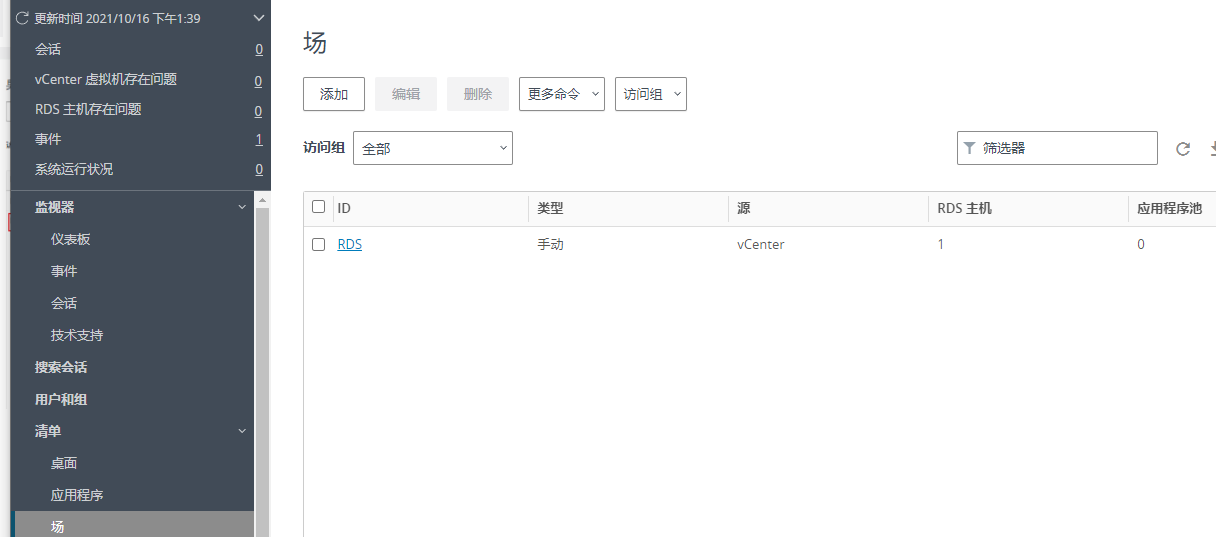 更新时间 2021/10/16 下午1:39
会话 0
vCenter 虚拟机存在问题 0
RDS 主机存在问题 0
事件 1
系统运行状况 0
监视器
仪表板
事件
会话
技术支持
搜索会话
用户和组
清单
桌面
应用程序
场
场
添加 编辑 删除 更多命令 访问组
访问组 全部 筛选器
ID 类型 源 RDS 主机 应用程序池
RDS 手动 vCenter 1 0